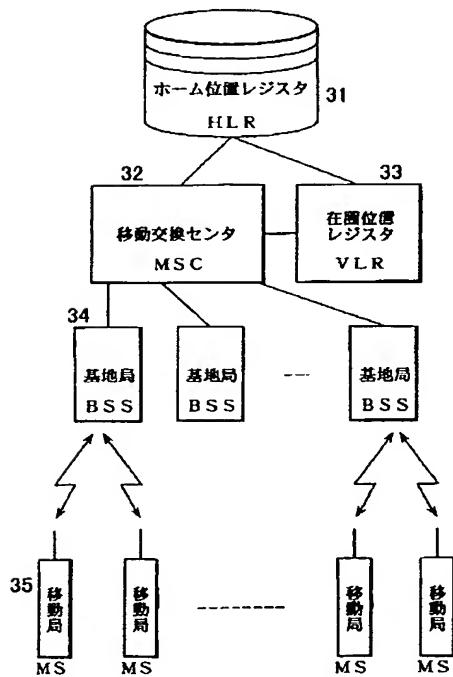 ホーム位置レジスタ
31
HLR
32
33
移動交換センタ
MSC
在圏位置
レジスタ
VLR
34
基地局
BSS
基地局
BSS
基地局
BSS
35
移動局
MS
移動局
MS
移動局
MS
移動局
MS